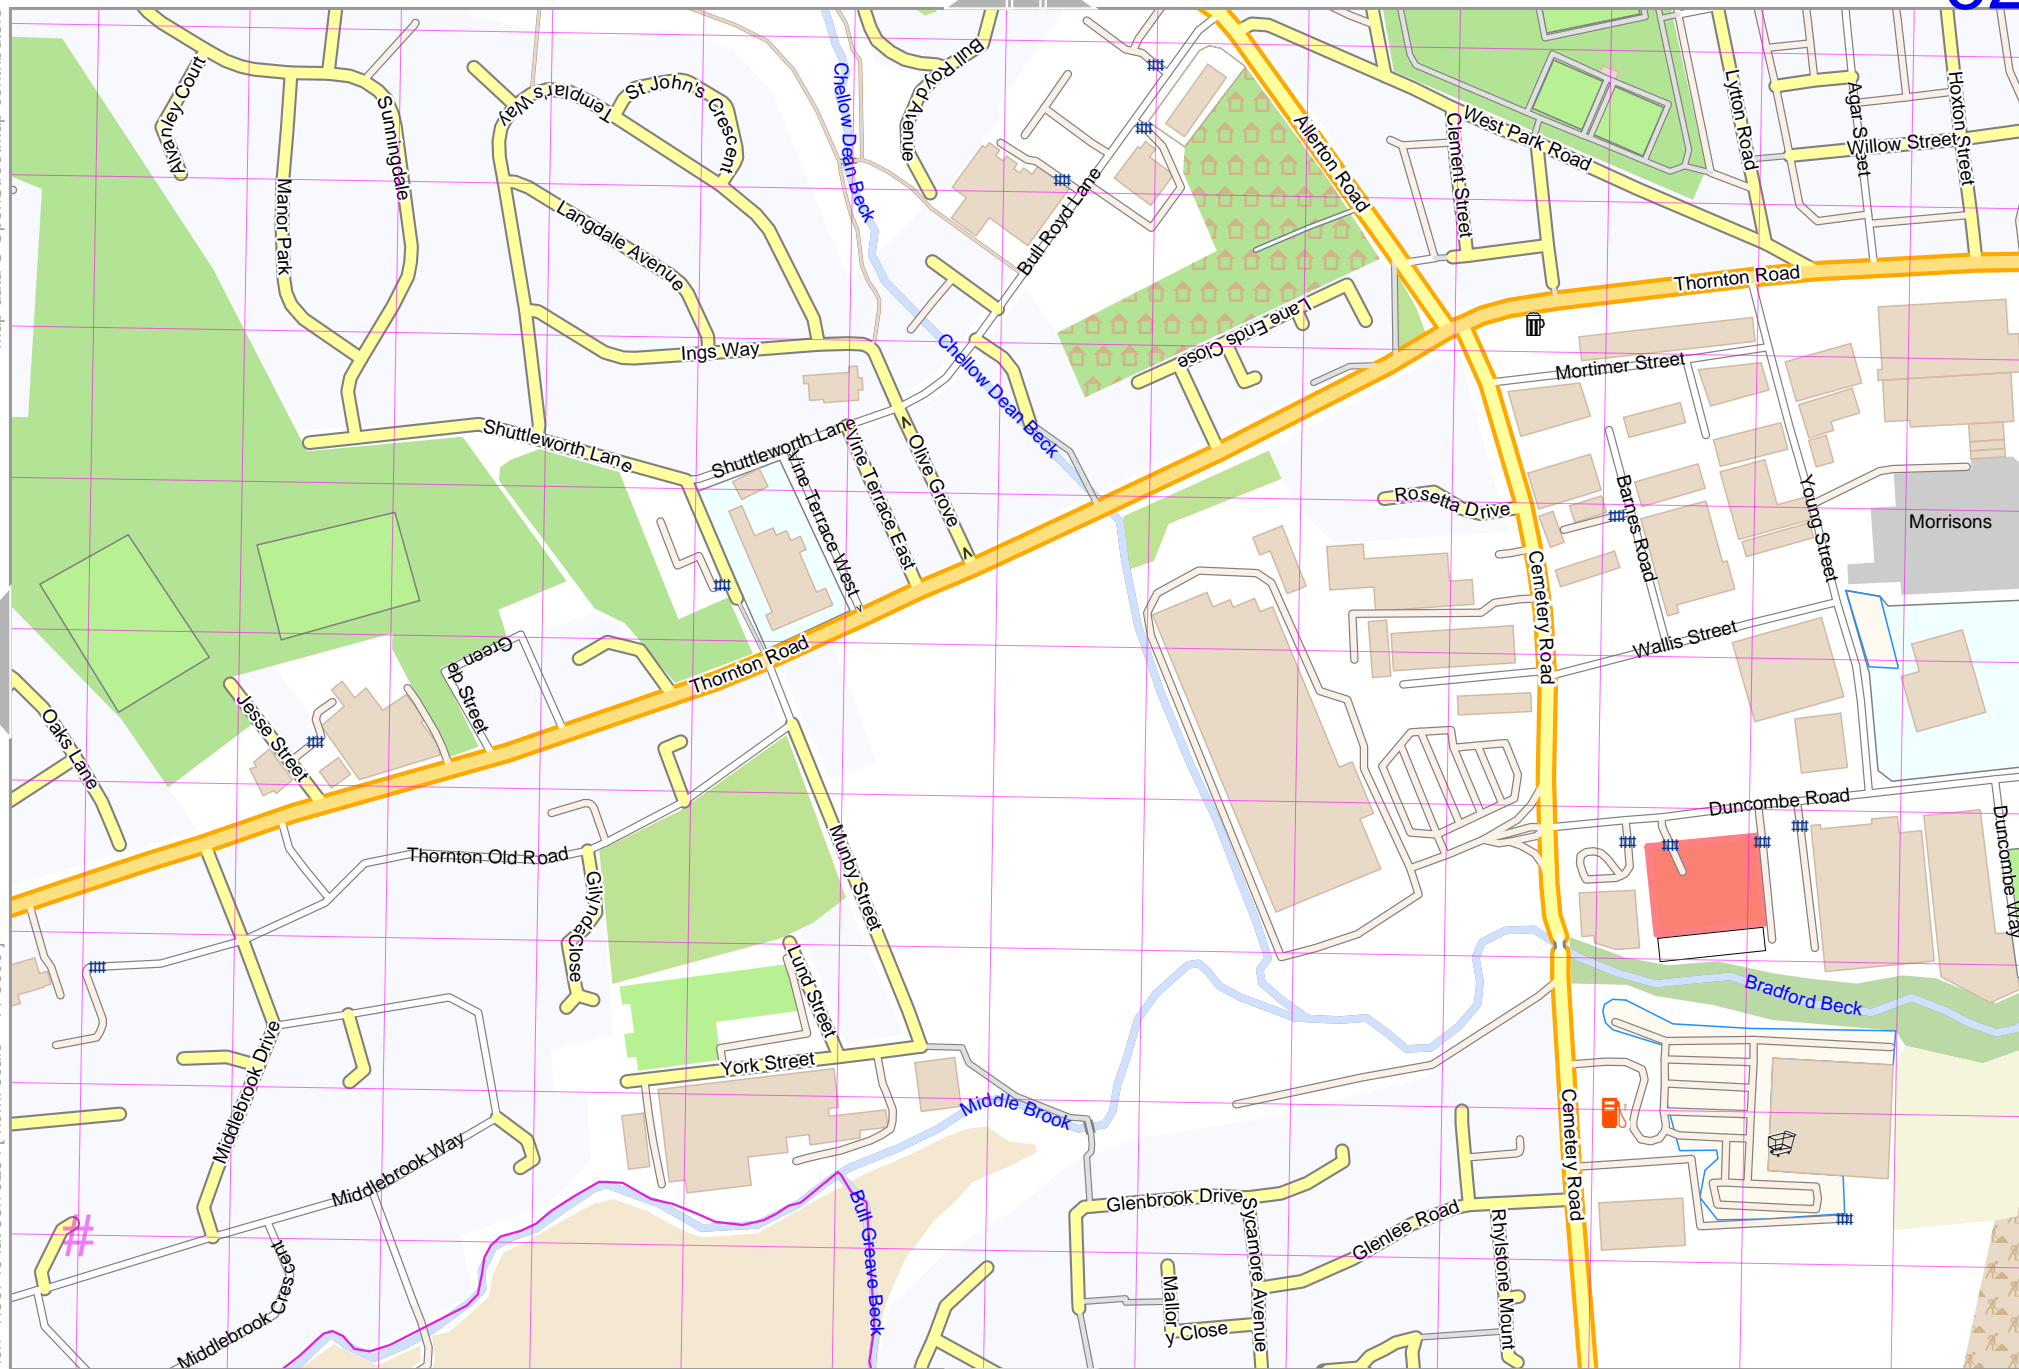 Alvanley Court
Manor Park
Sunningdale
Templar's Way
St John's Crescent
Langdale Avenue
Ings Way
Chellow Dean Beck
Bull Royd Avenue
Bull Royd Lane
Allerton Road
Clement Street
West Park Road
Lytton Road
Agar Street
Willow Street
Hoxton Street
Thornton Road
Lane Ends Close
Chellow Dean Beck
Mortimer Street
Shuttleworth Lane
Shuttleworth Lane
Vine Terrace West
Vine Terrace East
Olive Grove
Rosetta Drive
Barnes Road
Young Street
Morrisons
Cemetery Road
Wallis Street
Greene
p Street
Thornton Road
Jesse Street
Oaks Lane
Duncombe Road
Duncombe Way
Thornton Old Road
Gilynda Close
Munby Street
Lund Street
York Street
Bradford Beck
Middle Brook
Middlebrook Drive
Middlebrook Way
Middlebrook Crescent
Bull Greave Beck
Glenbrook Drive
Sycamore Avenue
Glenlee Road
Rhylstone Mount
Mallor
y Close
Cemetery Road
#